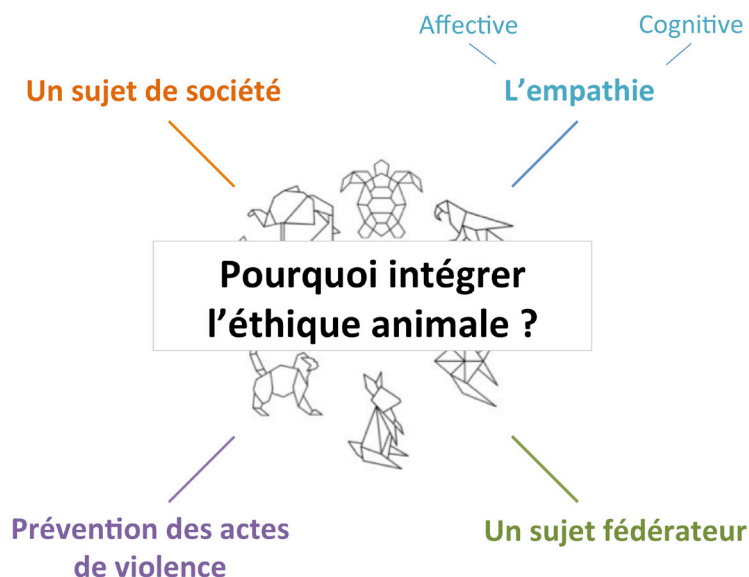 Affective
Cognitive
Un sujet de société
L’empathie
Pourquoi intégrer
l’éthique animale ?
Prévention des actes
de violence
Un sujet fédérateur